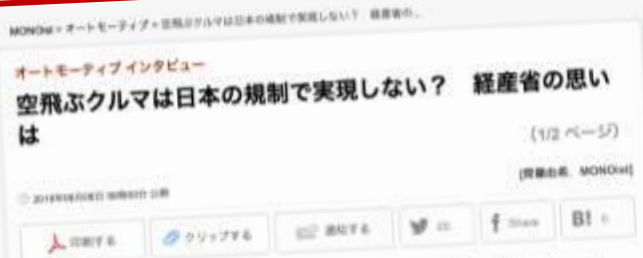 MONOist > オートモーティブ > 空飛ぶクルマは日本の規制で実現しない？ 経産省の...
オートモーティブ インタビュー
空飛ぶクルマは日本の規制で実現しない？ 経産省の思い
は
(1/2 ページ)
MONOist]
印刷する
クリップする
通知する
Share
B!